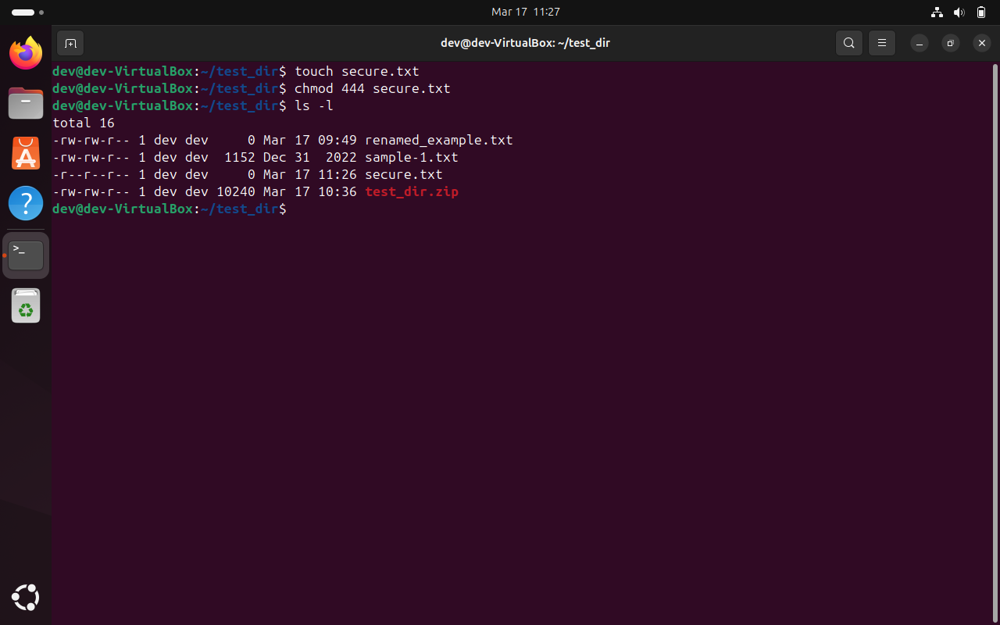 Mar 17 11:27
dev@dev-VirtualBox: ~/test_dir
dev@dev-VirtualBox:~/test_dir$ touch secure.txt
dev@dev-VirtualBox:~/test_dir$ chmod 444 secure.txt
dev@dev-VirtualBox:~/test_dir$ ls -l
total 16
-rw-rw-r-- 1 dev dev     0 Mar 17 09:49 renamed_example.txt
-rw-rw-r-- 1 dev dev  1152 Dec 31  2022 sample-1.txt
-r--r--r-- 1 dev dev     0 Mar 17 11:26 secure.txt
-rw-rw-r-- 1 dev dev 10240 Mar 17 10:36 test_dir.zip
dev@dev-VirtualBox:~/test_dir$